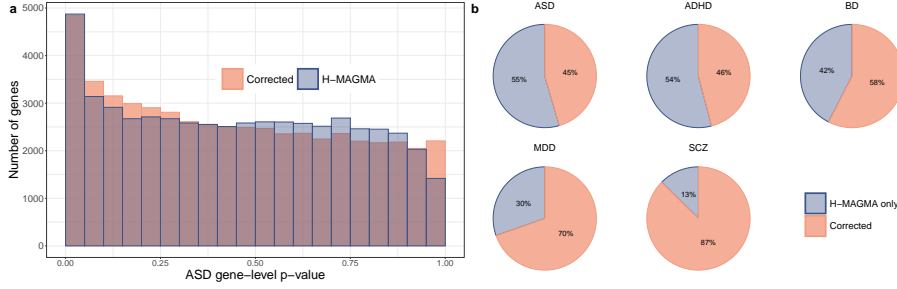 a
5000
4000
3000
2000
1000
0
Number of genes
Corrected H-MAGMA
0.00 0.25 0.50 0.75 1.00
ASD gene-level p-value
b
ASD ADHD BD
55% 45%
54% 46%
42% 58%
MDD SCZ
30% 70%
13% 87%
H-MAGMA only
Corrected